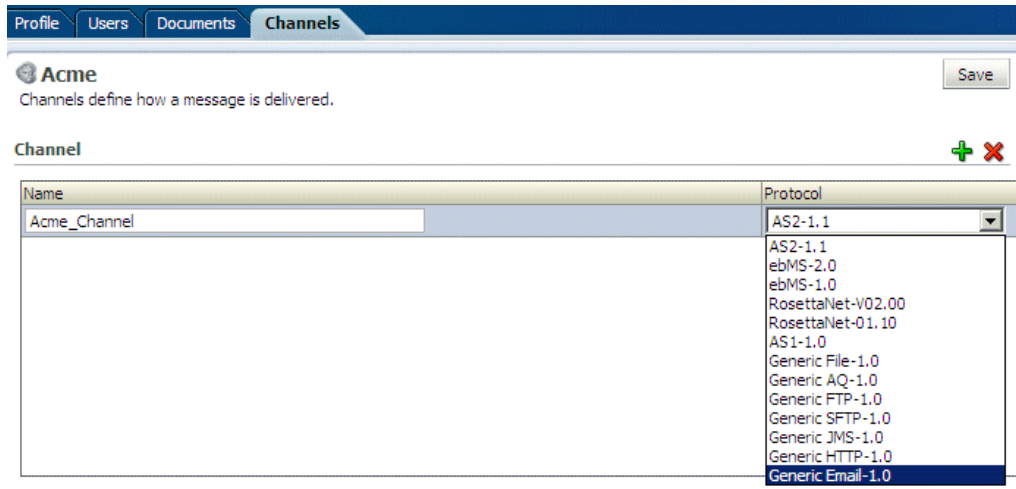 Profile Users Documents Channels
Acme
Save
Channels define how a message is delivered.
Channel
Name Protocol
Acme_Channel AS2-1.1
AS2-1.1
ebMS-2.0
ebMS-1.0
RosettaNet-V02.00
RosettaNet-01.10
AS1-1.0
Generic File-1.0
Generic AQ-1.0
Generic FTP-1.0
Generic SFTP-1.0
Generic JMS-1.0
Generic HTTP-1.0
Generic Email-1.0